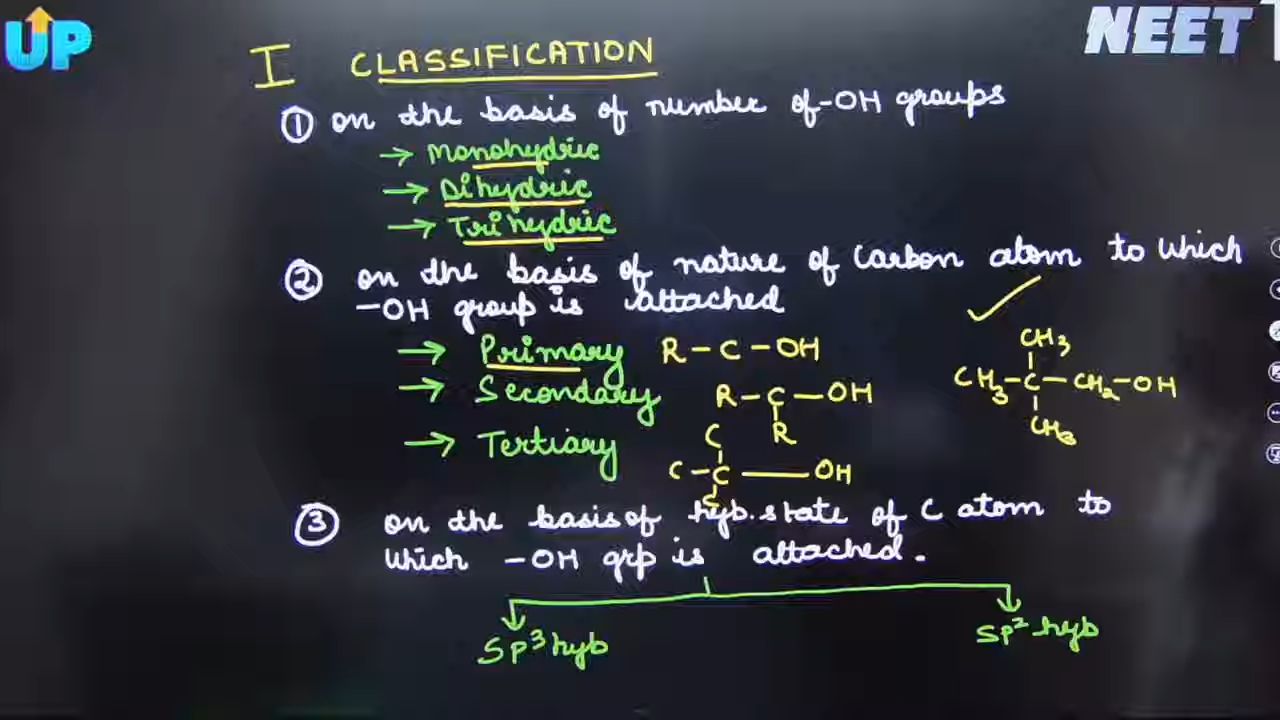 UP
NEET
I CLASSIFICATION
① on the basis of number of -OH groups
→ Monohydric
→ Dihydric
→ Trihydric
② on the basis of nature of carbon atom to which
-OH group is attached
→ Primary R-C-OH
→ Secondary R-C-OH
R
→ Tertiary
C
C-C-OH
C
CH3
CH3-C-CH2-OH
CH3
③ on the basis of hyb. state of C atom to
which -OH grp is attached.
SP³ hyb
SP² hyb